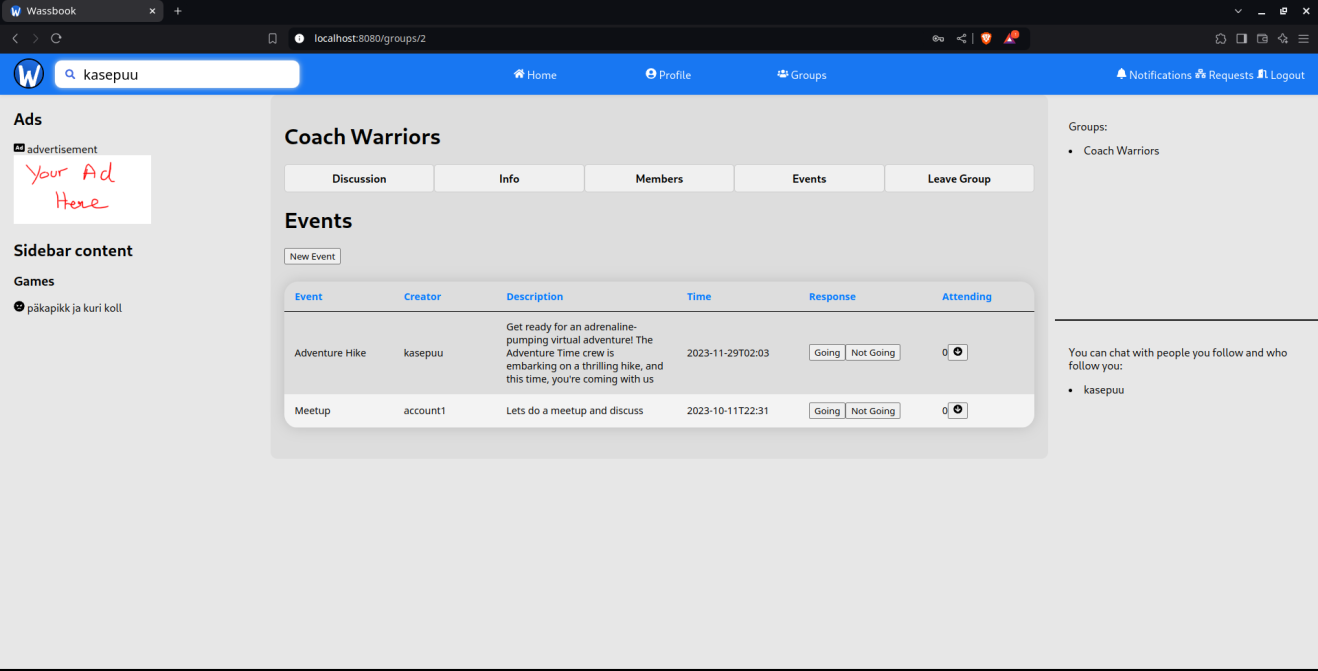 Wassbook
localhost:8080/groups/2
W
kasepuu
Home
Profile
Groups
Notifications
Requests
Logout
Ads
Ad advertisement
Your Ad
Here
Sidebar content
Games
päkapikk ja kuri koll
Coach Warriors
Discussion
Info
Members
Events
Leave Group
Events
New Event
Event Creator Description Time Response Attending
Adventure Hike
kasepuu
Get ready for an adrenaline-
pumping virtual adventure! The
Adventure Time crew is
embarking on a thrilling hike, and
this time, you're coming with us
2023-11-29T02:03
Going Not Going
0
Meetup
account1
Lets do a meetup and discuss
2023-10-11T22:31
Going Not Going
0
Groups:
Coach Warriors
You can chat with people you follow and who
follow you:
kasepuu